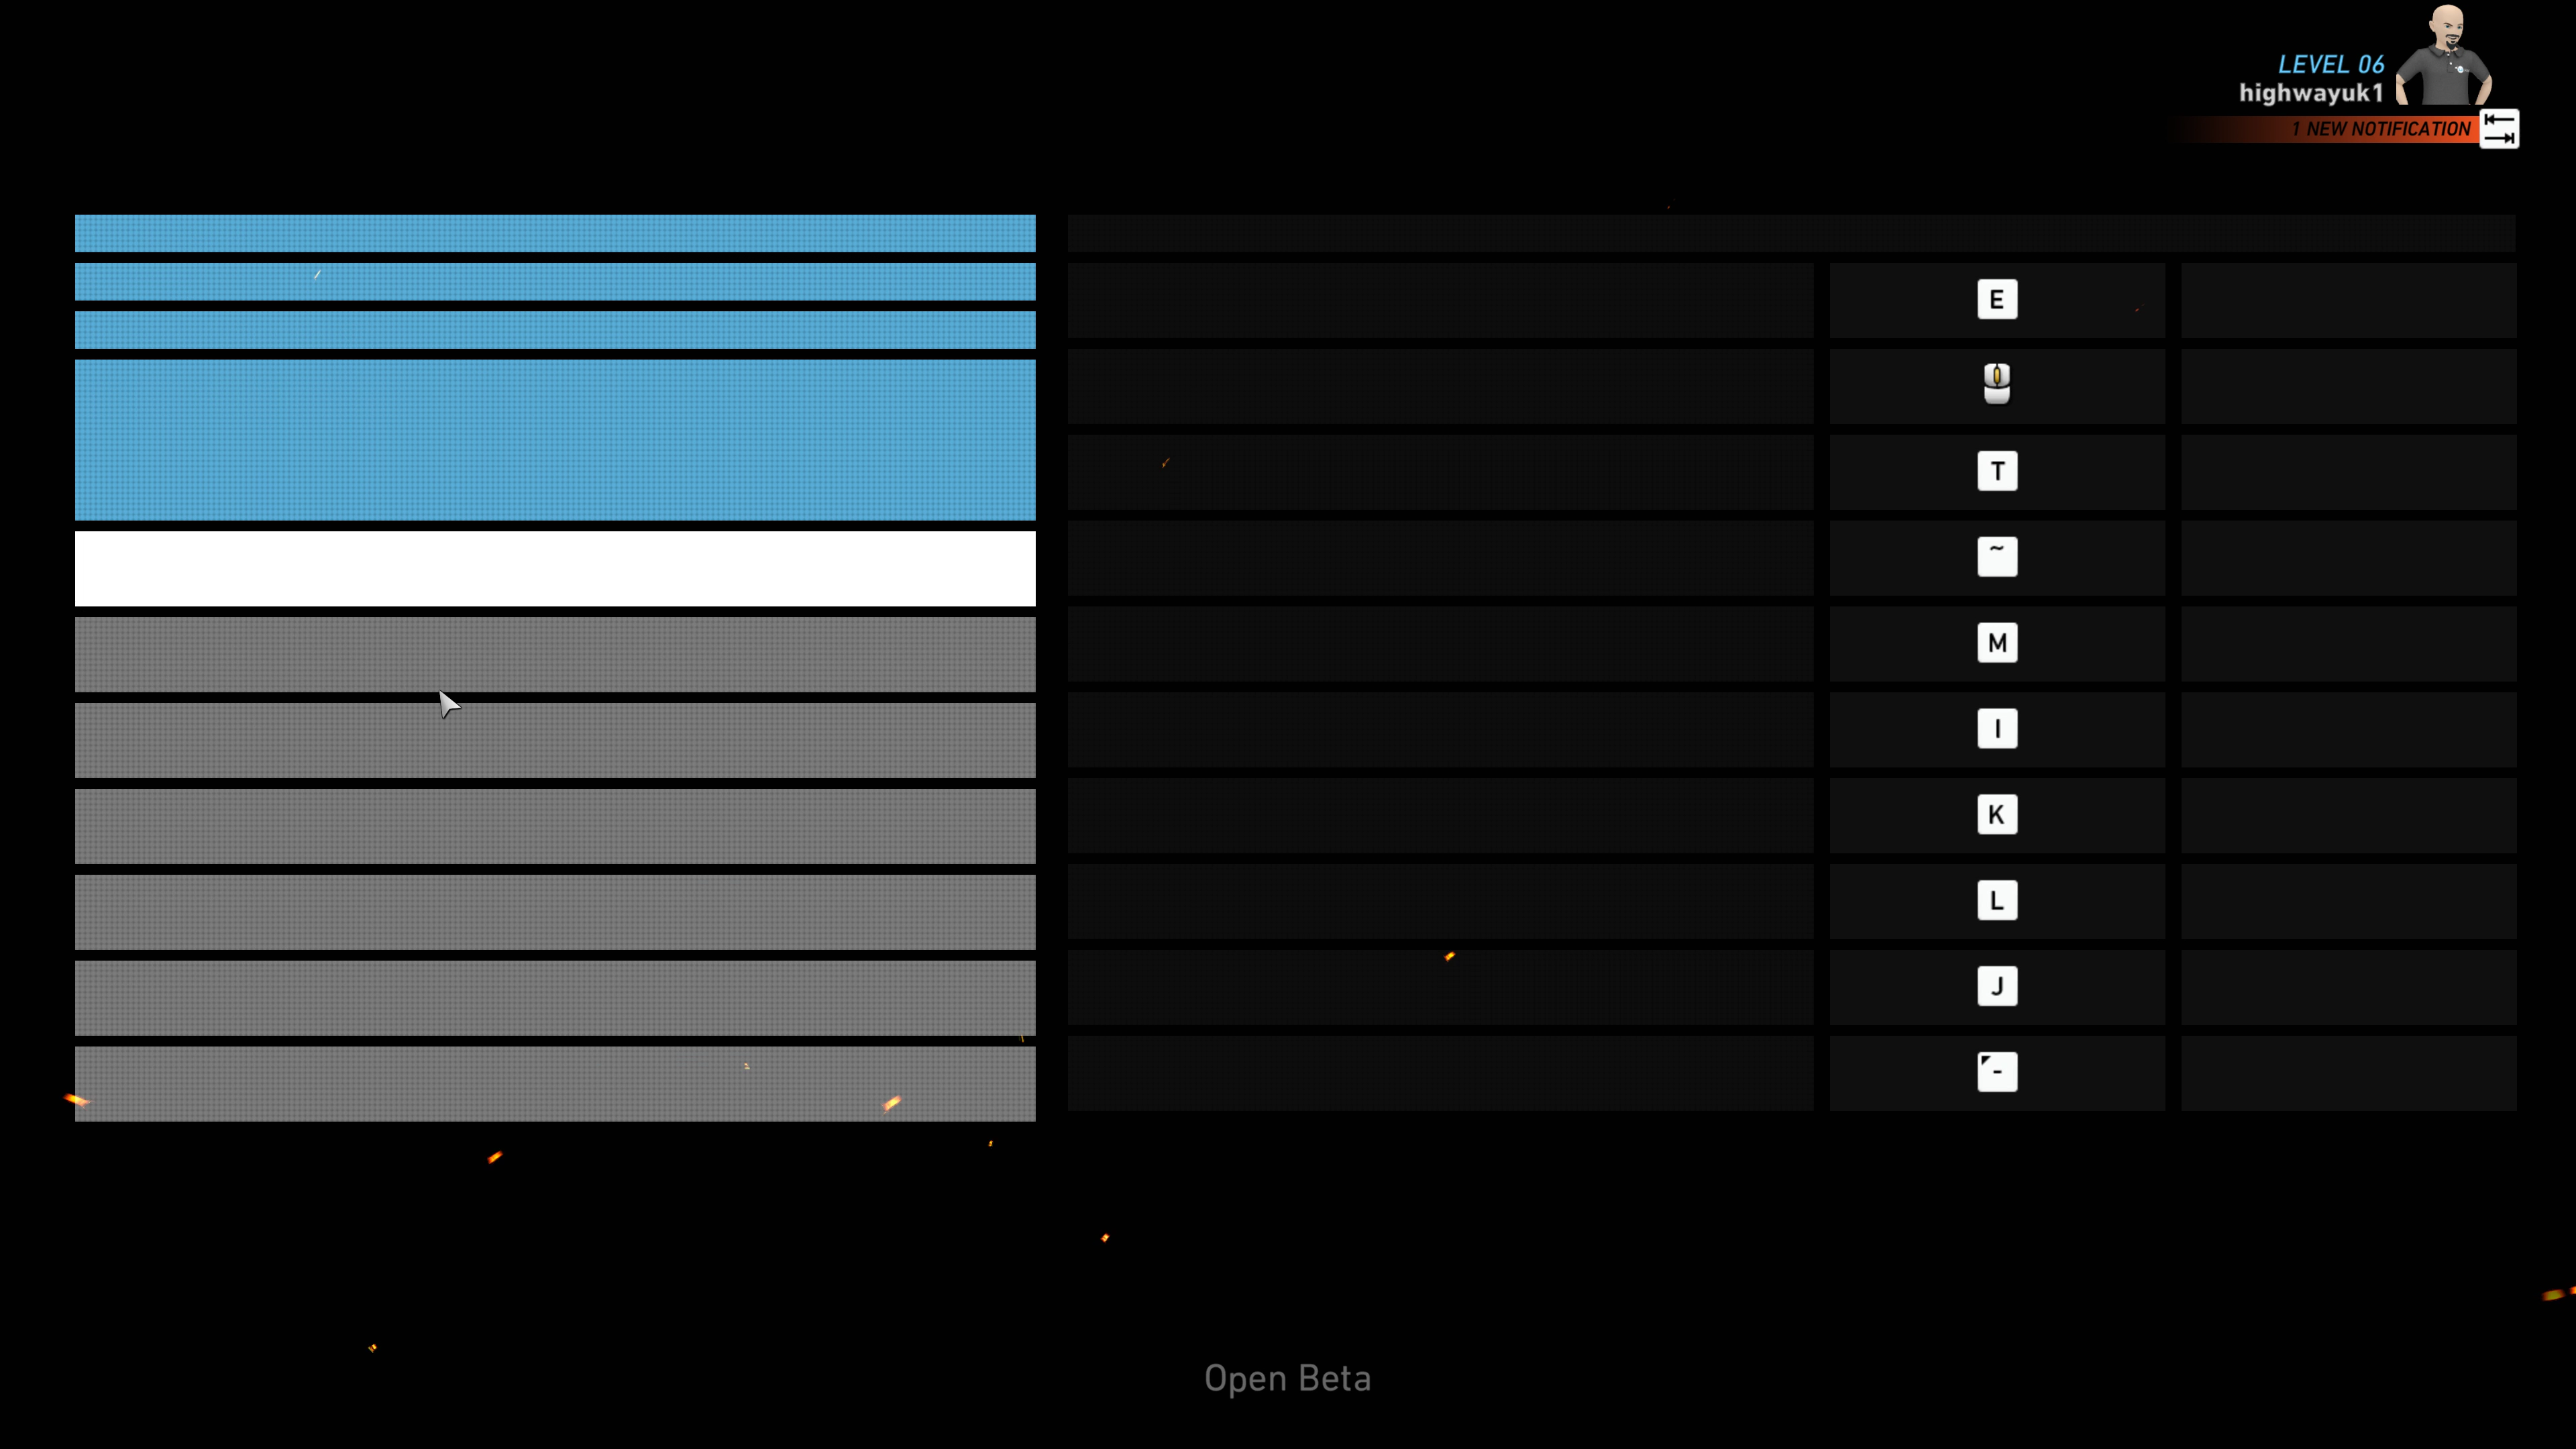 LEVEL 06
highwayuk1
1 NEW NOTIFICATION
E
T
~
M
I
K
L
J
-
Open Beta